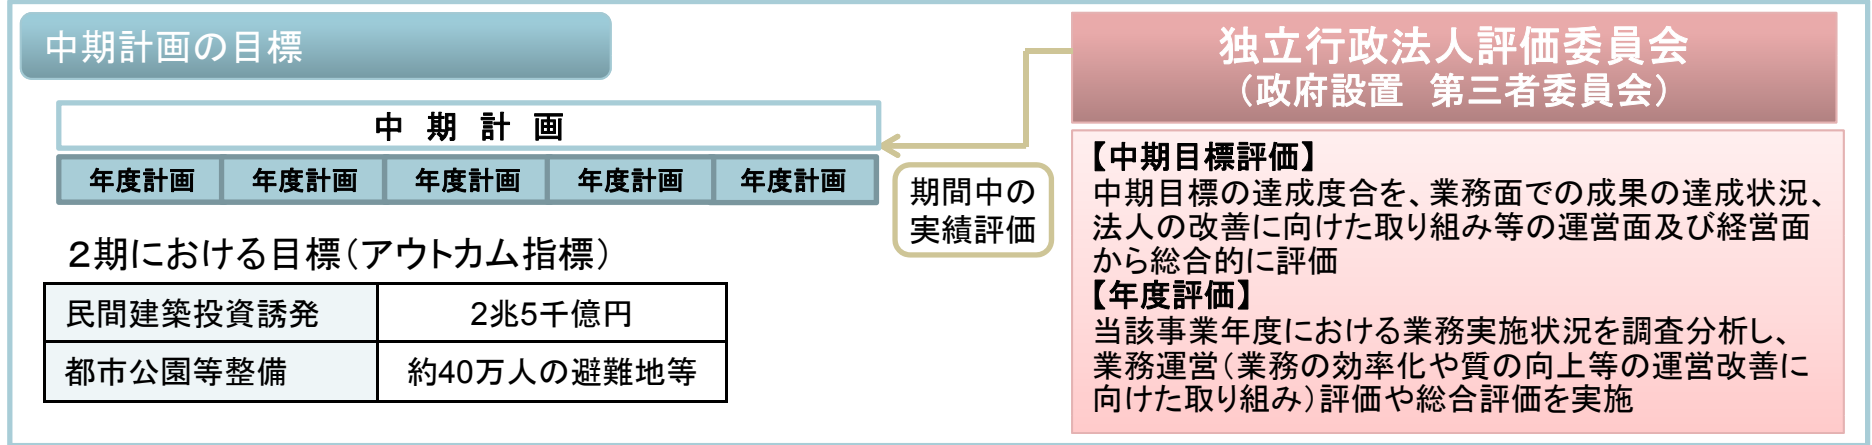 中期計画の目標
中 期 計 画
年度計画 年度計画 年度計画 年度計画 年度計画
期間中の
実績評価
２期における目標（アウトカム指標）
民間建築投資誘発 2兆5千億円
都市公園等整備 約40万人の避難地等
独立行政法人評価委員会
（政府設置　第三者委員会）
【中期目標評価】
中期目標の達成度合を、業務面での成果の達成状況、
法人の改善に向けた取り組み等の運営面及び経営面
から総合的に評価
【年度評価】
当該事業年度における業務実施状況を調査分析し、
業務運営（業務の効率化や質の向上等の運営改善に
向けた取り組み）評価や総合評価を実施